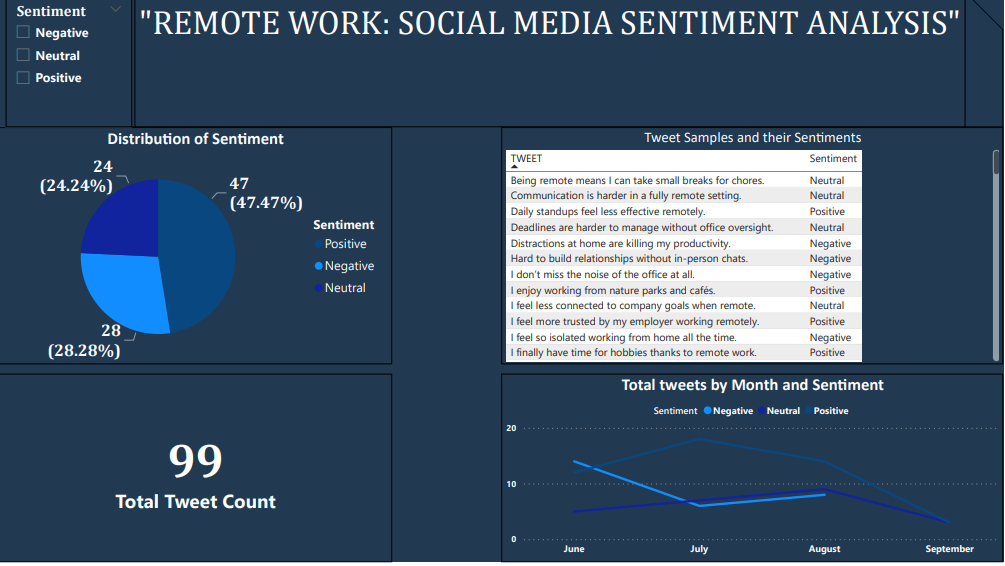 Sentiment
Negative
Neutral
Positive
"REMOTE WORK: SOCIAL MEDIA SENTIMENT ANALYSIS"
Distribution of Sentiment
24
(24.24%)
47
(47.47%)
28
(28.28%)
Sentiment
Positive
Negative
Neutral
Tweet Samples and their Sentiments
TWEET Sentiment
Being remote means I can take small breaks for chores. Neutral
Communication is harder in a fully remote setting. Neutral
Daily standups feel less effective remotely. Positive
Deadlines are harder to manage without office oversight. Neutral
Distractions at home are killing my productivity. Negative
Hard to build relationships without in-person chats. Negative
I don't miss the noise of the office at all. Negative
I enjoy working from nature parks and cafés. Positive
I feel less connected to company goals when remote. Neutral
I feel more trusted by my employer working remotely. Positive
I feel so isolated working from home all the time. Negative
I finally have time for hobbies thanks to remote work. Positive
99
Total Tweet Count
Total tweets by Month and Sentiment
Sentiment Negative Neutral Positive
20
10
0
June July August September